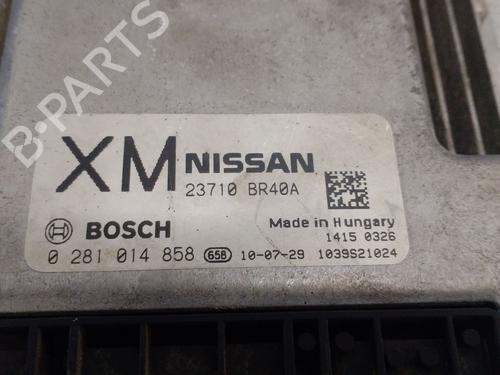 B-PARTS
XM NISSAN
23710 BR40A
BOSCH
Made in Hungary
1415 0326
0 281 014 858 65B 10-07-29 1039S21024